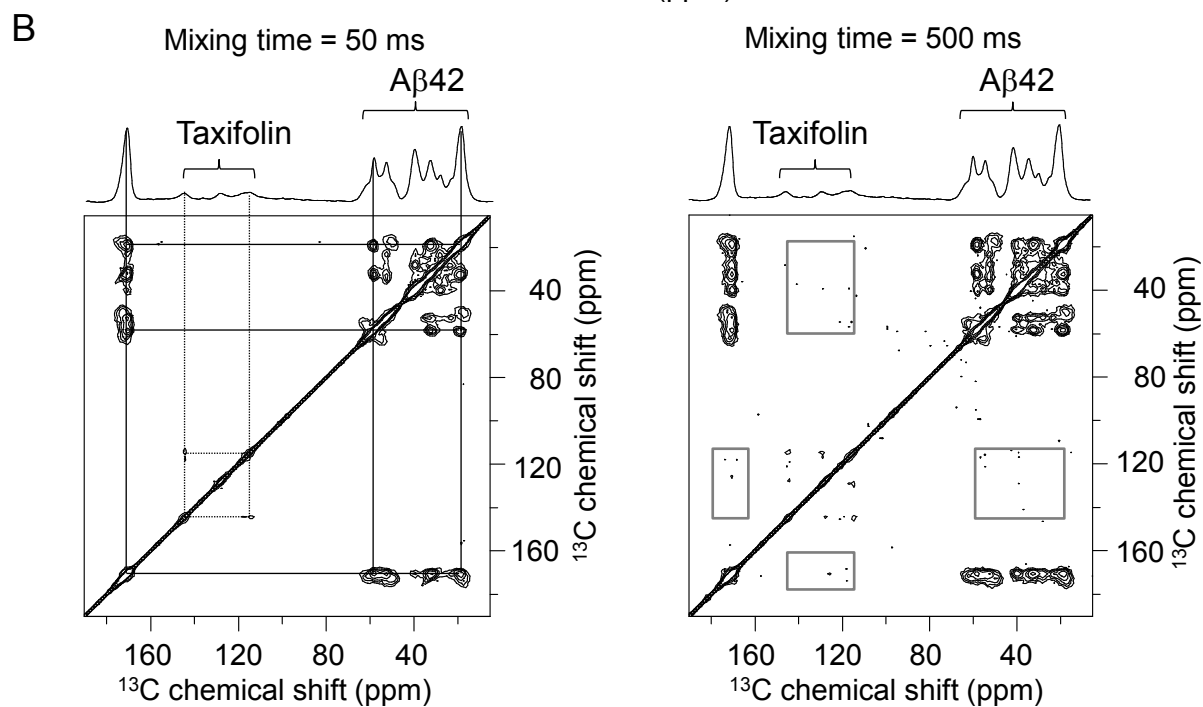 (ppm)
B
Mixing time = 50 ms
Mixing time = 500 ms
Aβ42
Aβ42
Taxifolin
Taxifolin
40
80
120
160
¹³C chemical shift (ppm)
40
80
120
160
¹³C chemical shift (ppm)
160 120 80 40
160 120 80 40
¹³C chemical shift (ppm)
¹³C chemical shift (ppm)